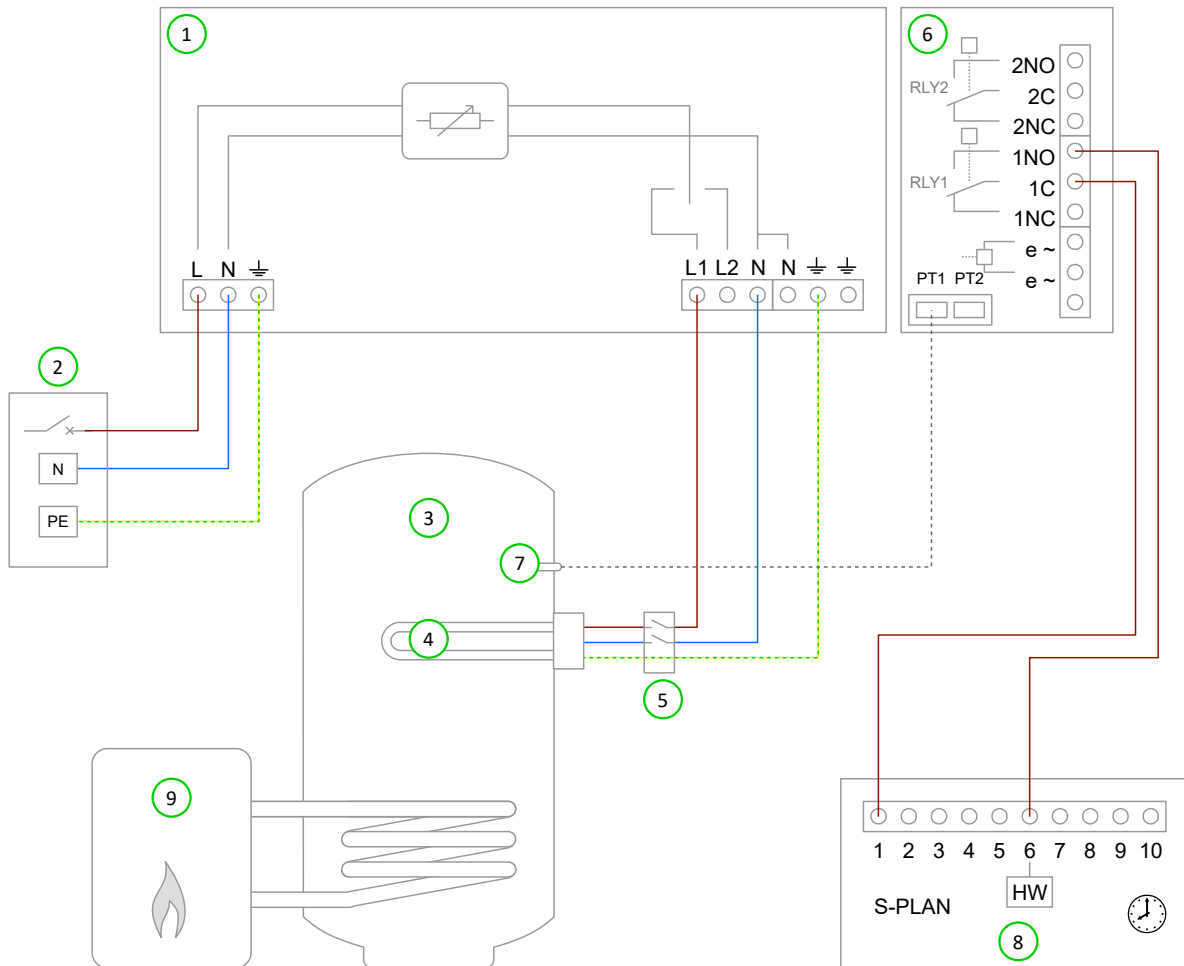 1
L N
L1 L2 N N
6
2NO
RLY2
2C
2NC
1NO
RLY1
1C
1NC
e ~
e ~
PT1 PT2
2
N
PE
3
7
4
5
9
1 2 3 4 5 6 7 8 9 10
HW
S-PLAN
8